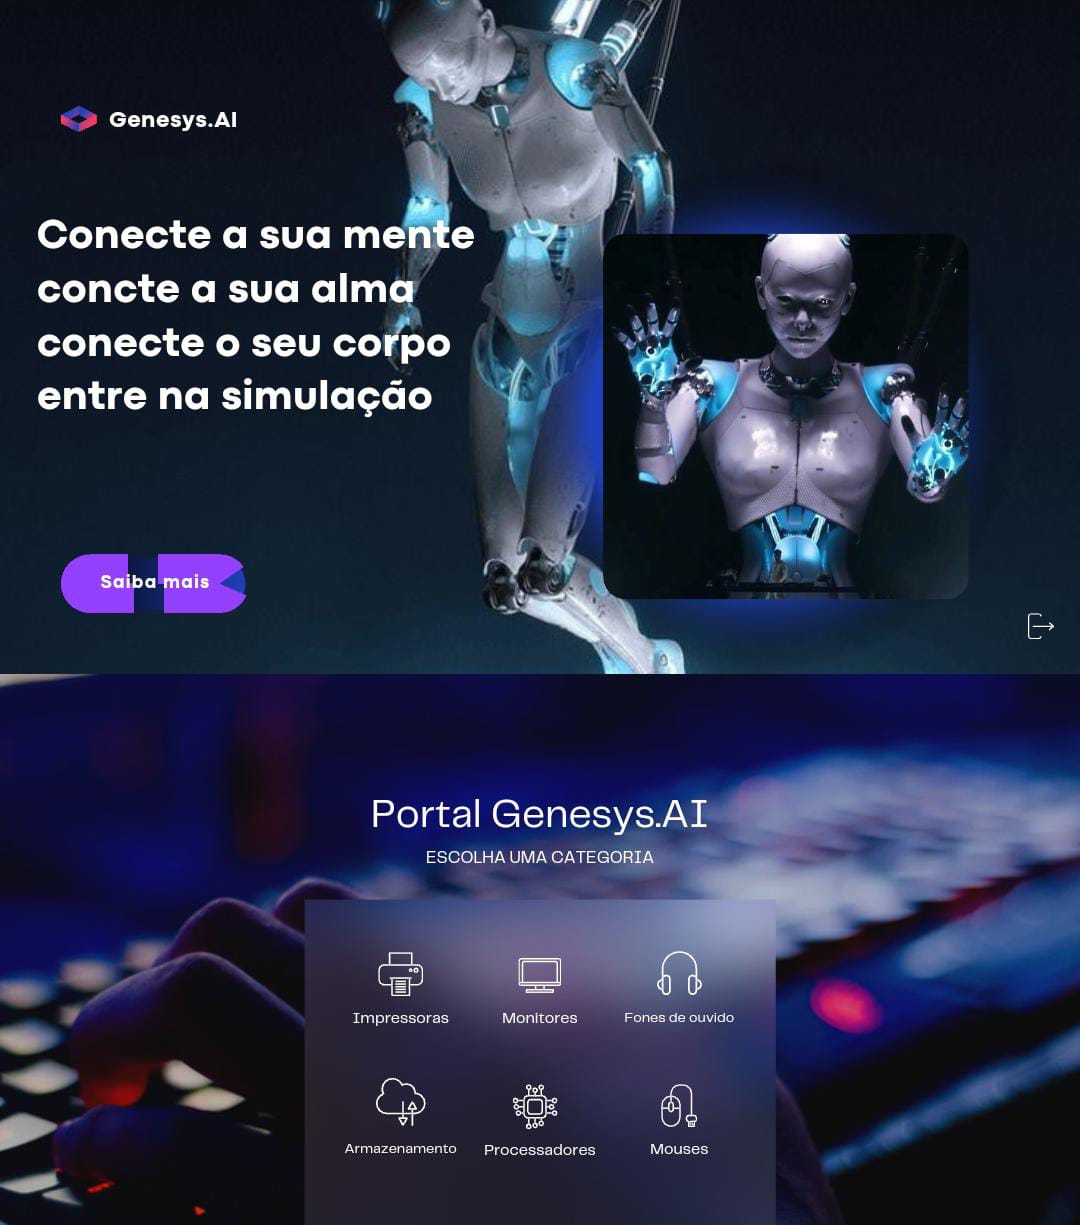 Genesys.AI
Conecte a sua mente
concte a sua alma
conecte o seu corpo
entre na simulação
Saiba mais
Portal Genesys.AI
ESCOLHA UMA CATEGORIA
Impressoras
Monitores
Fones de ouvido
Armazenamento
Processadores
Mouses